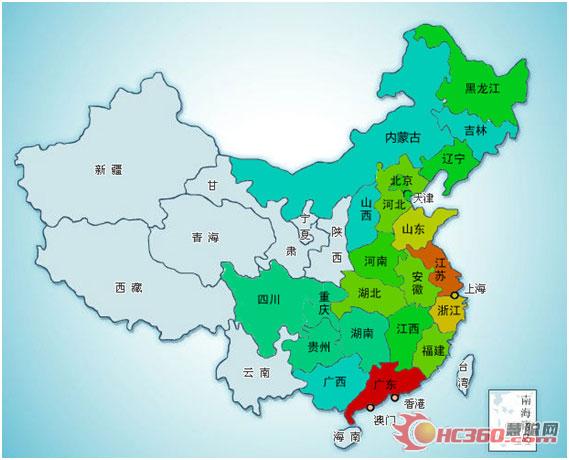 黑龙江
吉林
内蒙古
辽宁
新疆
甘
肃
北京
天津
河北
山西
山东
青海
宁夏
陕西
河南
江苏
安徽
上海
西藏
四川
重庆
湖北
浙江
湖南
江西
贵州
福建
云南
广西
广东
台湾
香港
澳门
海南
南海
HC360.com慧聪网